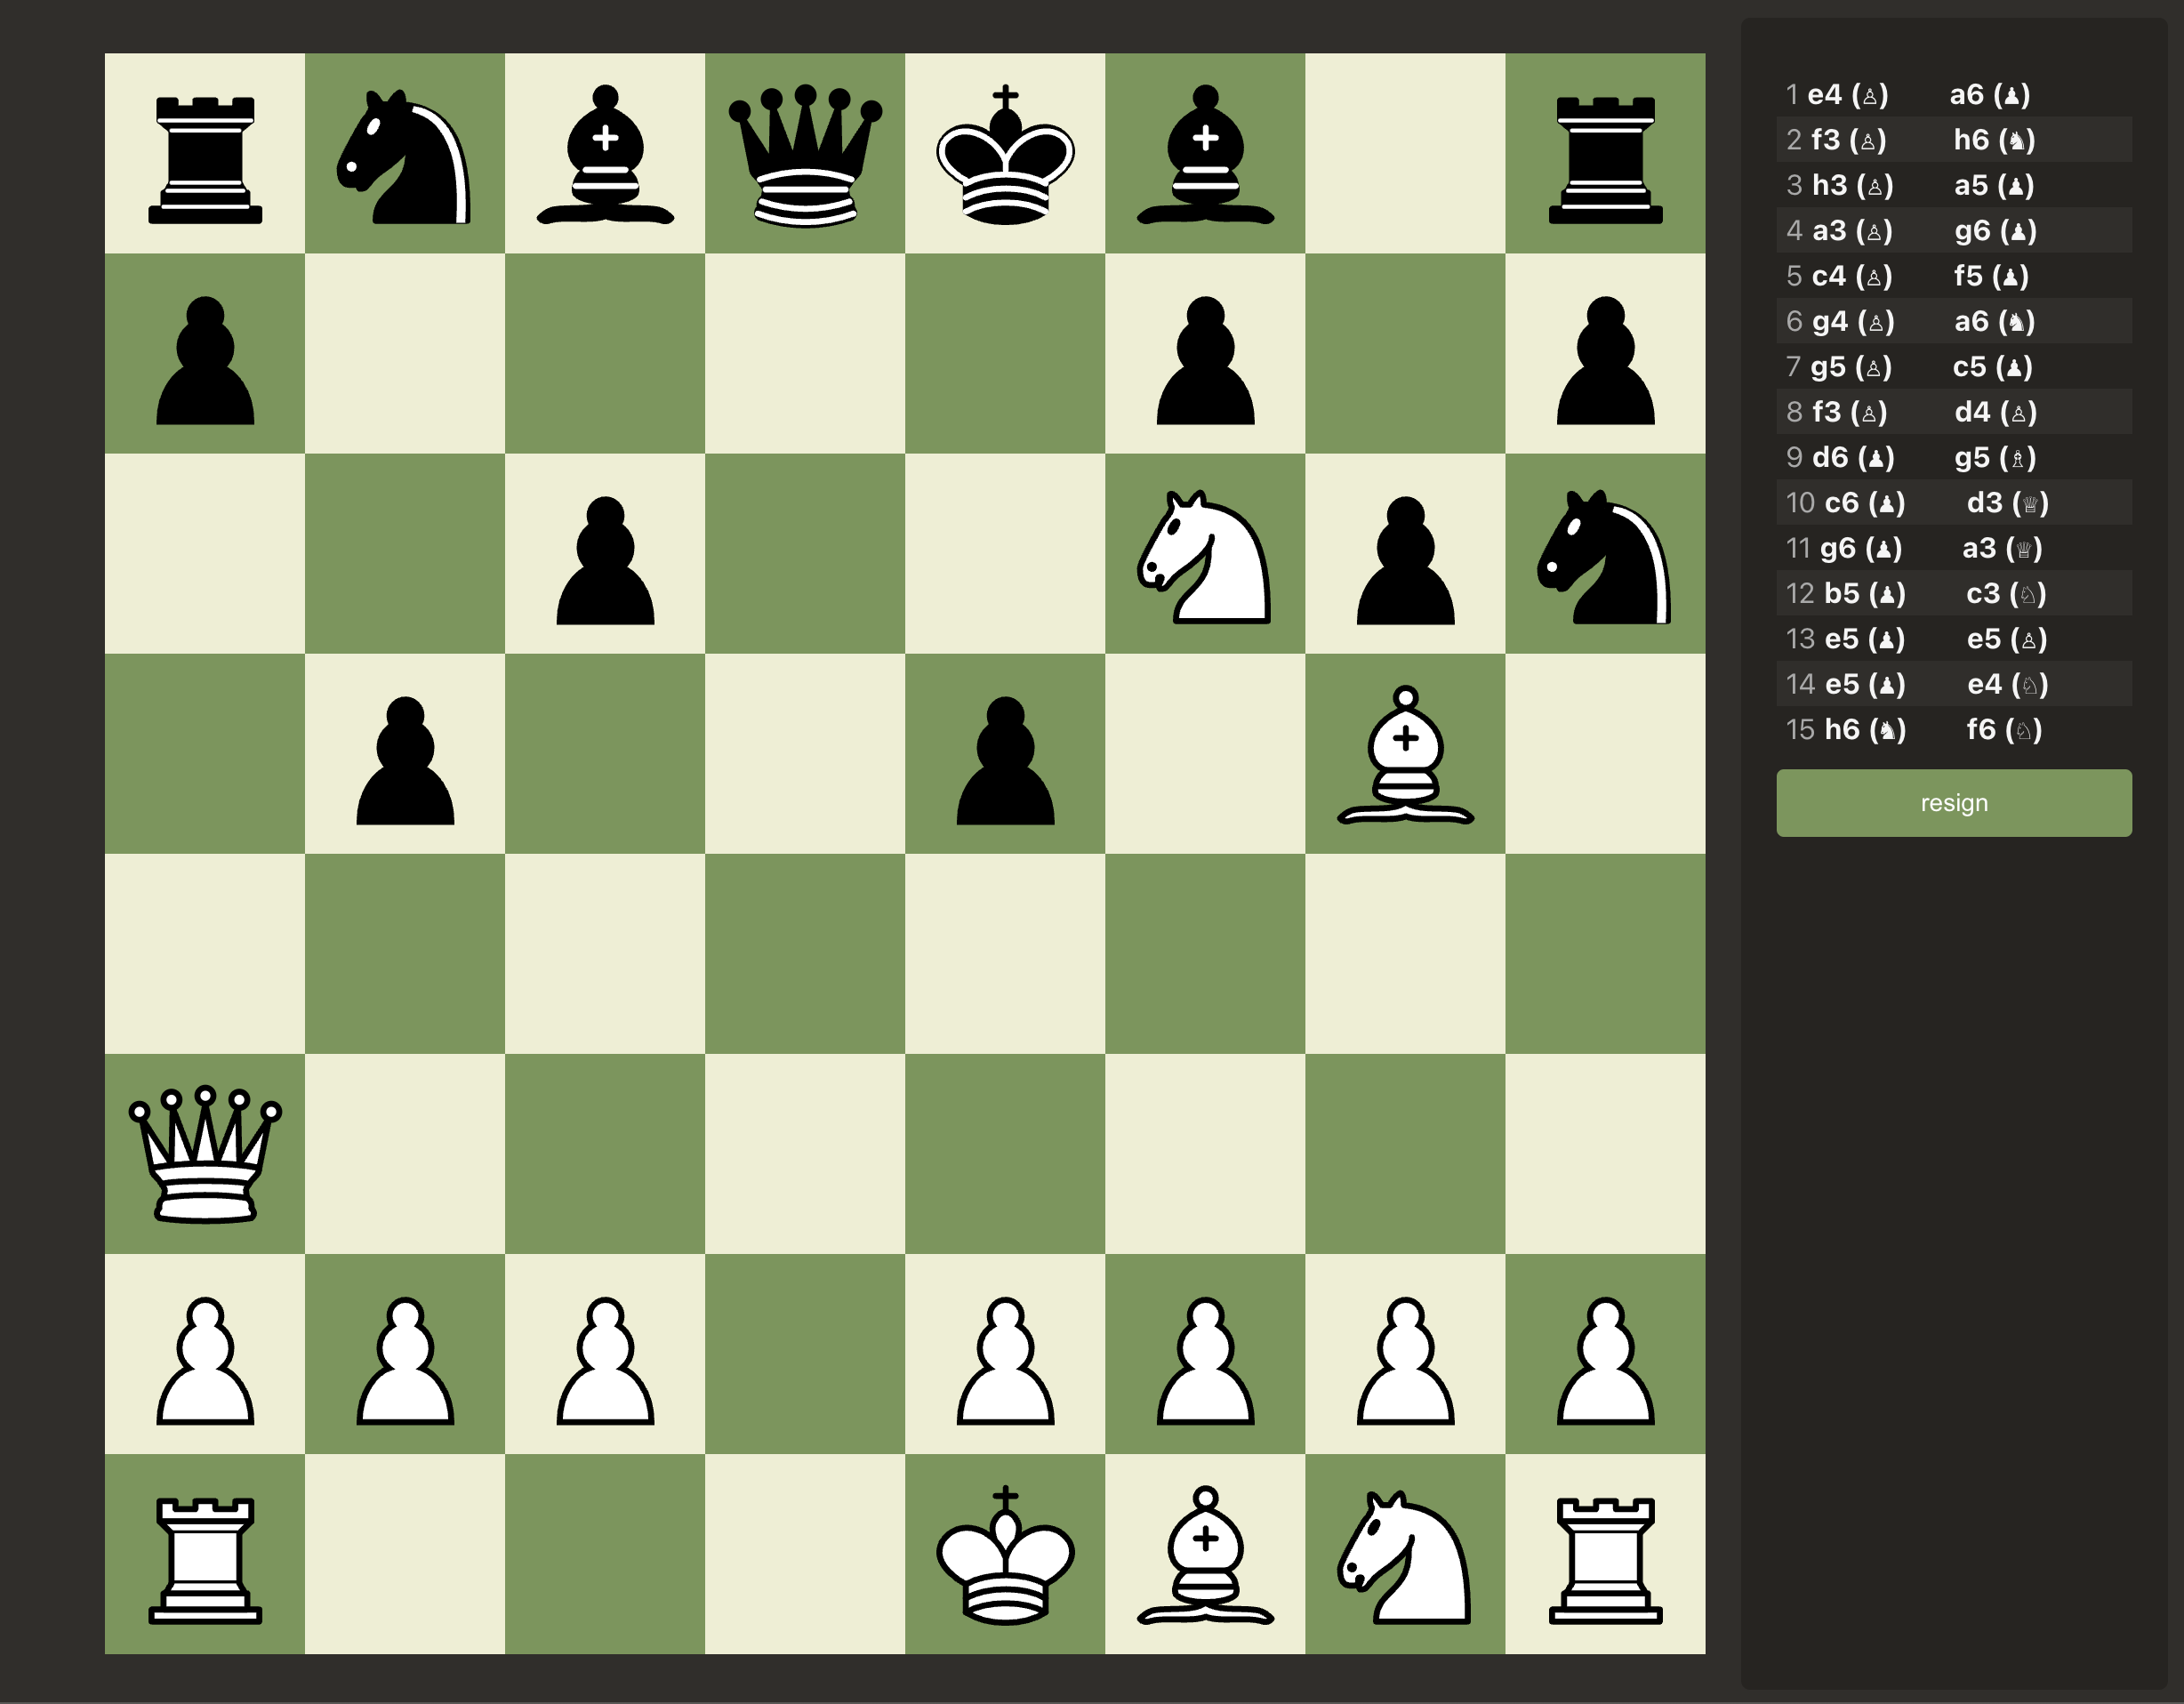 1 e4 (♙) a6 (♟)
2 f3 (♙) h6 (♞)
3 h3 (♙) a5 (♟)
4 a3 (♙) g6 (♟)
5 c4 (♙) f5 (♟)
6 g4 (♙) a6 (♞)
7 g5 (♙) c5 (♟)
8 f3 (♙) d4 (♙)
9 d6 (♟) g5 (♗)
10 c6 (♟) d3 (♕)
11 g6 (♟) a3 (♕)
12 b5 (♟) c3 (♘)
13 e5 (♟) e5 (♙)
14 e5 (♟) e4 (♘)
15 h6 (♞) f6 (♘)
resign